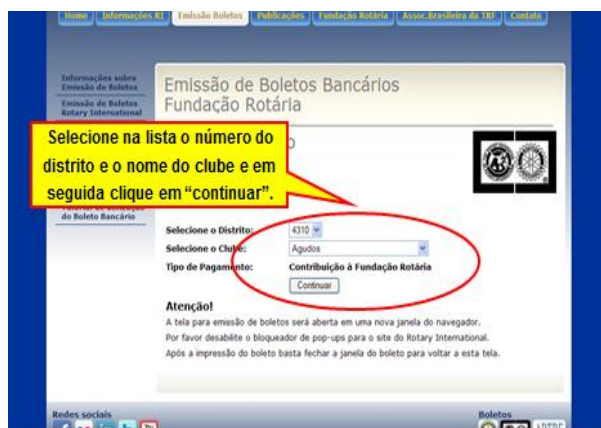 Home Informações RI Emissão Boletos Publicações Fundação Rotária Assoc.Brasileira da TRF Contato
Informações sobre
Emissão de Boletos
Emissão de Boletos
Rotary International
Emissão de Boletos Bancários
Fundação Rotária
Selecione na lista o número do
distrito e o nome do clube e em
seguida clique em “continuar”.
do Boleto Bancário
Selecione o Distrito: 4310
Selecione o Clube: Agudos
Tipo de Pagamento: Contribuição à Fundação Rotária
Continuar
Atenção!
A tela para emissão de boletos será aberta em uma nova janela do navegador.
Por favor desabilite o bloqueador de pop-ups para o site do Rotary International.
Após a impressão do boleto basta fechar a janela do boleto para voltar a esta tela.
Redes sociais
Boletos